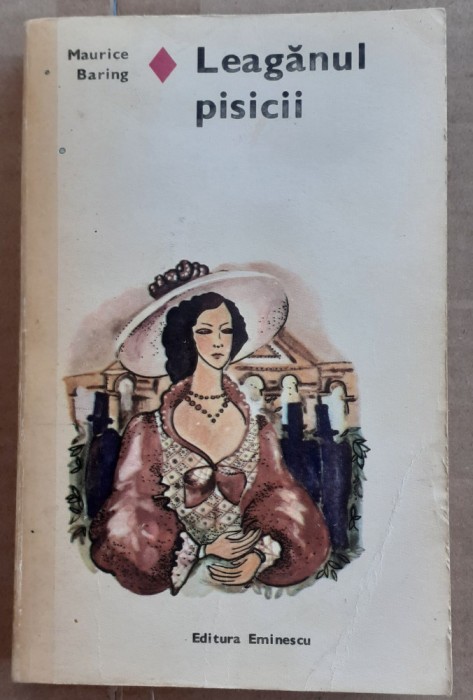 Maurice
Baring
Leagănul
pisicii
Editura Eminescu